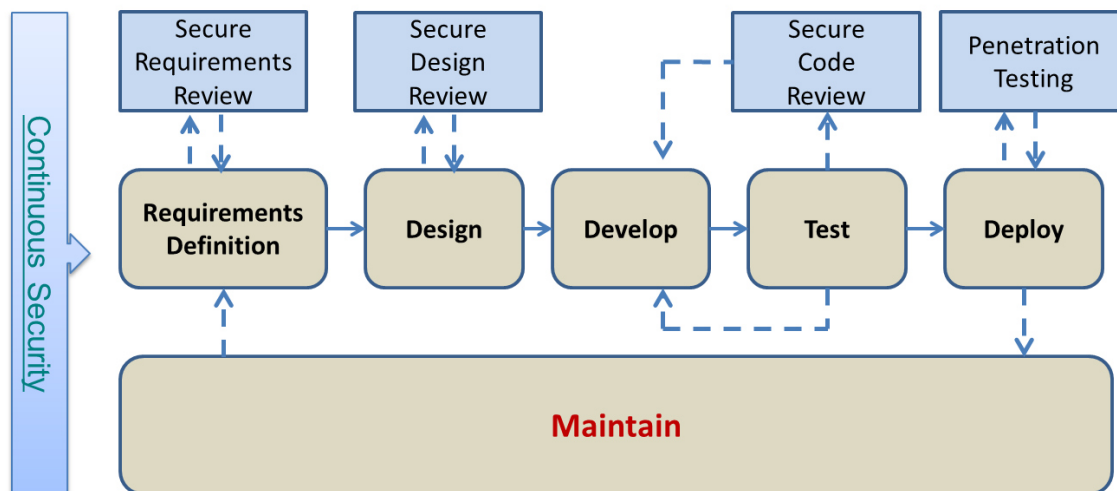 Continuous Security
Secure
Requirements
Review
Secure
Design
Review
Secure
Code
Review
Penetration
Testing
Requirements
Definition
Design
Develop
Test
Deploy
Maintain